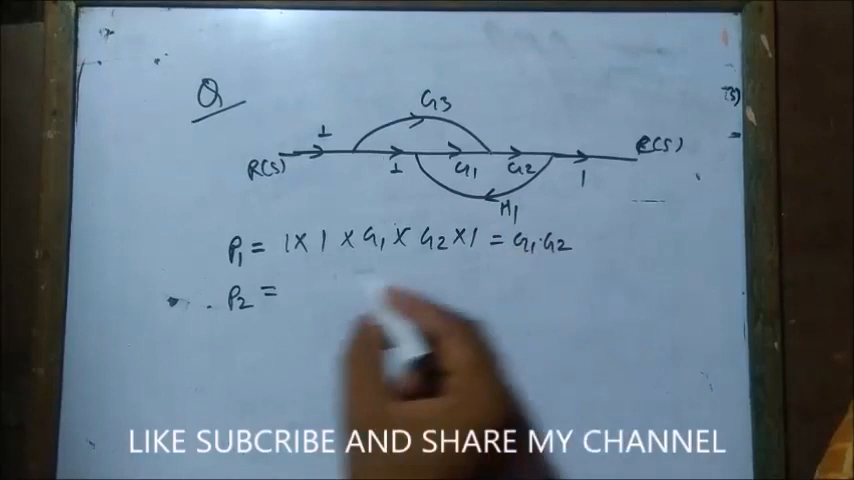 Q
G3
1
R(S)
1
G1
G2
1
R(S)
H1
P1 = 1 X 1 X G1 X G2 X 1 = G1.G2
P2 =
LIKE SUBCRIBE AND SHARE MY CHANNEL